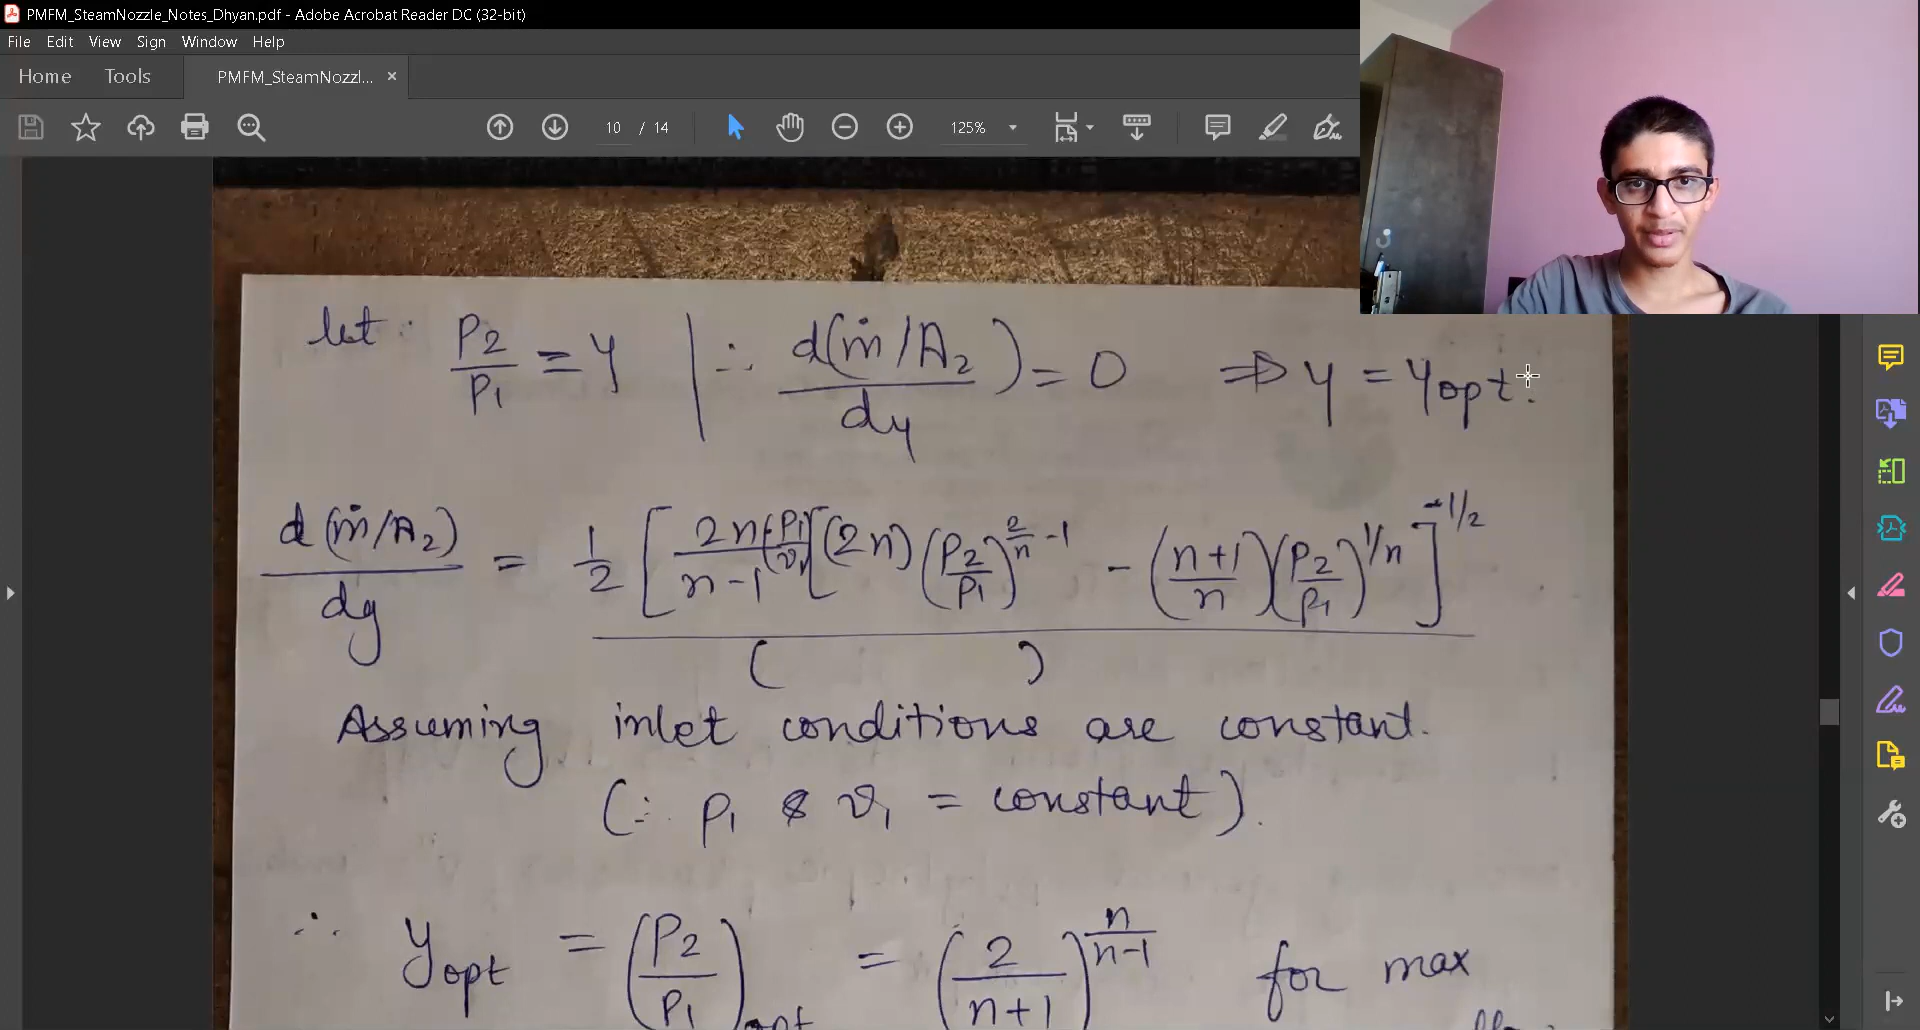 PMFM_SteamNozzle_Notes_Dhyan.pdf - Adobe Acrobat Reader DC (32-bit)
File Edit View Sign Window Help
Home Tools PMFM_SteamNozzl... ×
10 / 14 125%
let P2/P1 = y | ∴ d(ṁ/A2)/dy = 0 ⇒ y = yopt.
d(ṁ/A2)/dy = 1/2 [2n/n-1 (P1/v1)[(2n)(P2/P1)^(2/n - 1) - (n+1/n)(P2/P1)^(1/n)]^(-1/2)
( )
Assuming inlet conditions are constant.
(∵ p1 & v1 = constant).
∴ yopt = (P2/P1)opt = (2/n+1)^(n/n-1) for max